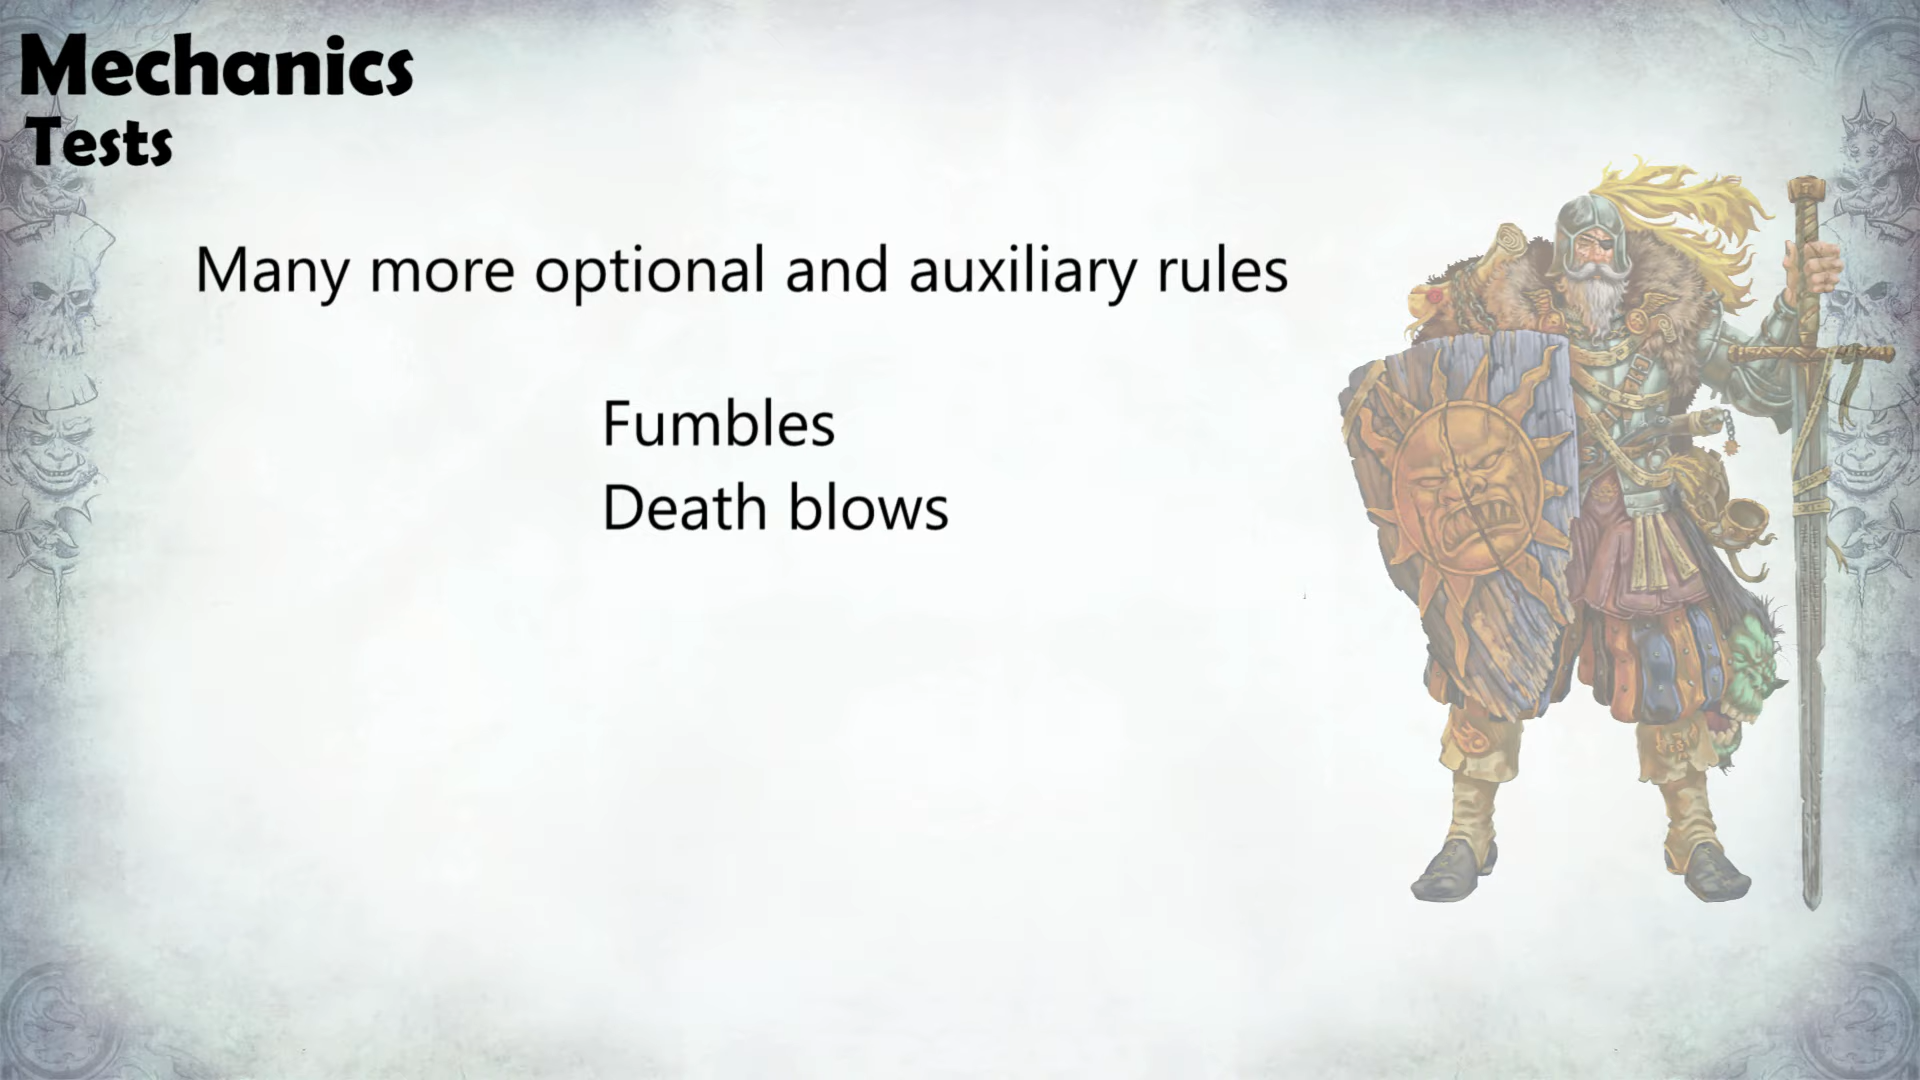 Mechanics
Tests
Many more optional and auxiliary rules
Fumbles
Death blows